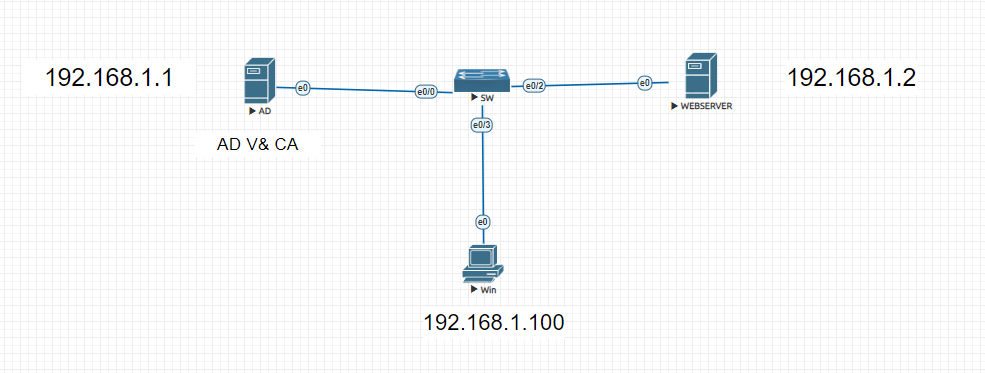 192.168.1.1
e0
e0/0
SW
e0/2
e0
192.168.1.2
AD
WEBSERVER
e0/3
AD V& CA
e0
Win
192.168.1.100